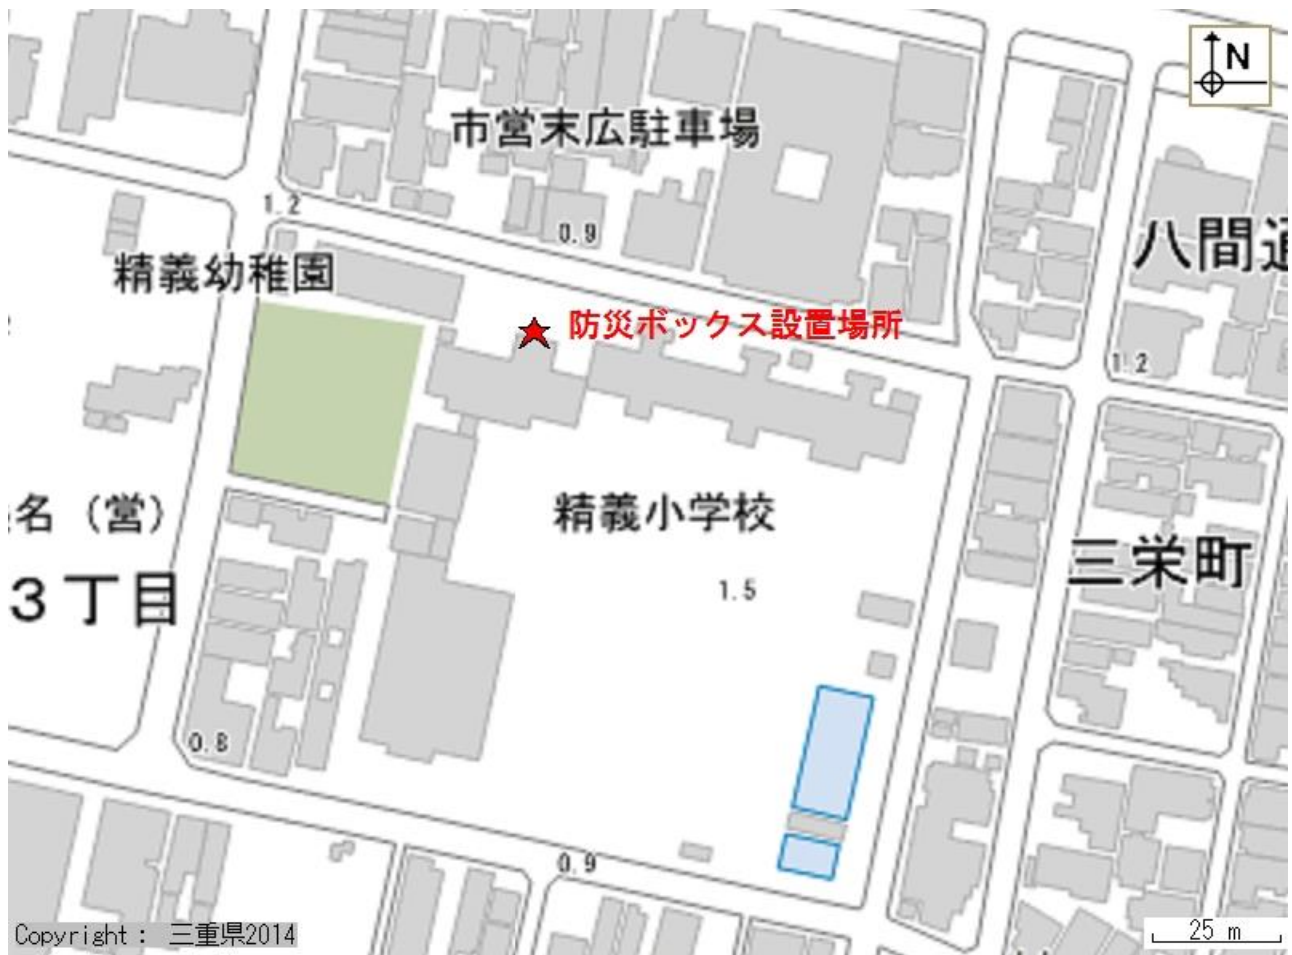 N
市営末広駐車場
1.2
0.9
八間通
精義幼稚園
防災ボックス設置場所
1.2
名（営）
精義小学校
三栄町
1.5
３丁目
0.8
0.9
Copyright： 三重県2014
25 m